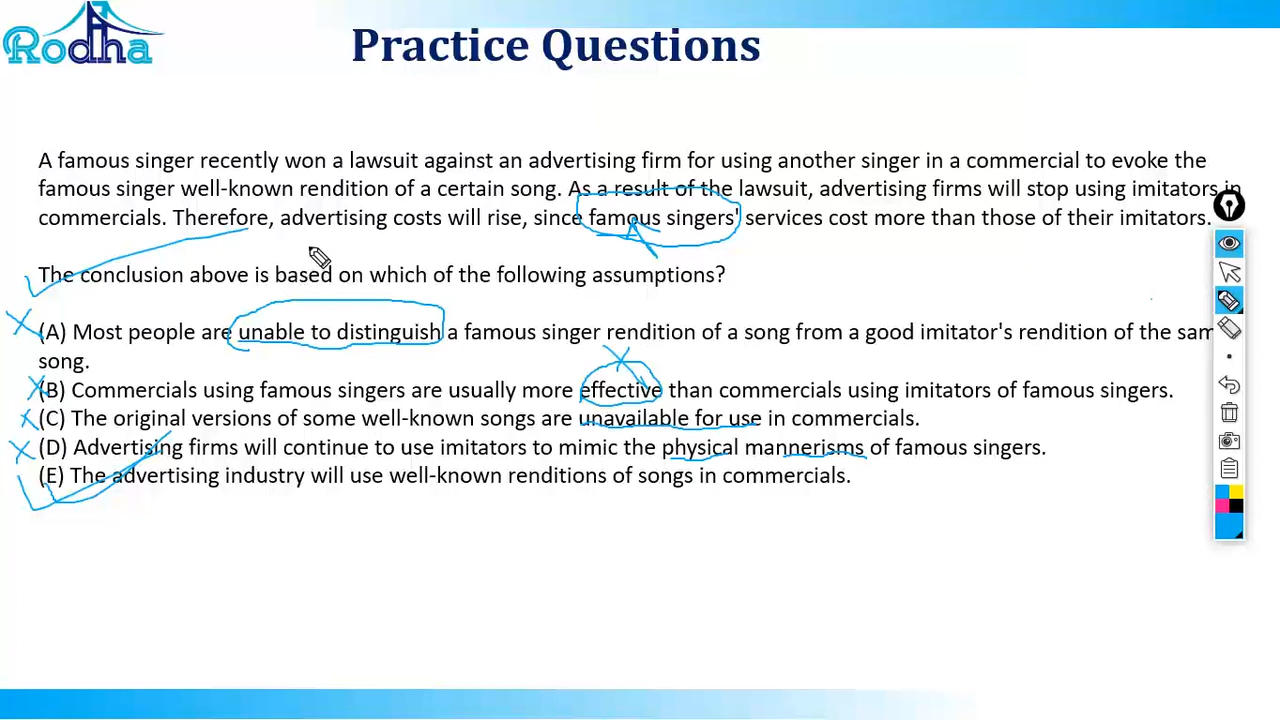 Rodha
Practice Questions
A famous singer recently won a lawsuit against an advertising firm for using another singer in a commercial to evoke the
famous singer well-known rendition of a certain song. As a result of the lawsuit, advertising firms will stop using imitators in
commercials. Therefore, advertising costs will rise, since famous singers' services cost more than those of their imitators.
The conclusion above is based on which of the following assumptions?
(A) Most people are unable to distinguish a famous singer rendition of a song from a good imitator's rendition of the sam
song.
(B) Commercials using famous singers are usually more effective than commercials using imitators of famous singers.
(C) The original versions of some well-known songs are unavailable for use in commercials.
(D) Advertising firms will continue to use imitators to mimic the physical mannerisms of famous singers.
(E) The advertising industry will use well-known renditions of songs in commercials.